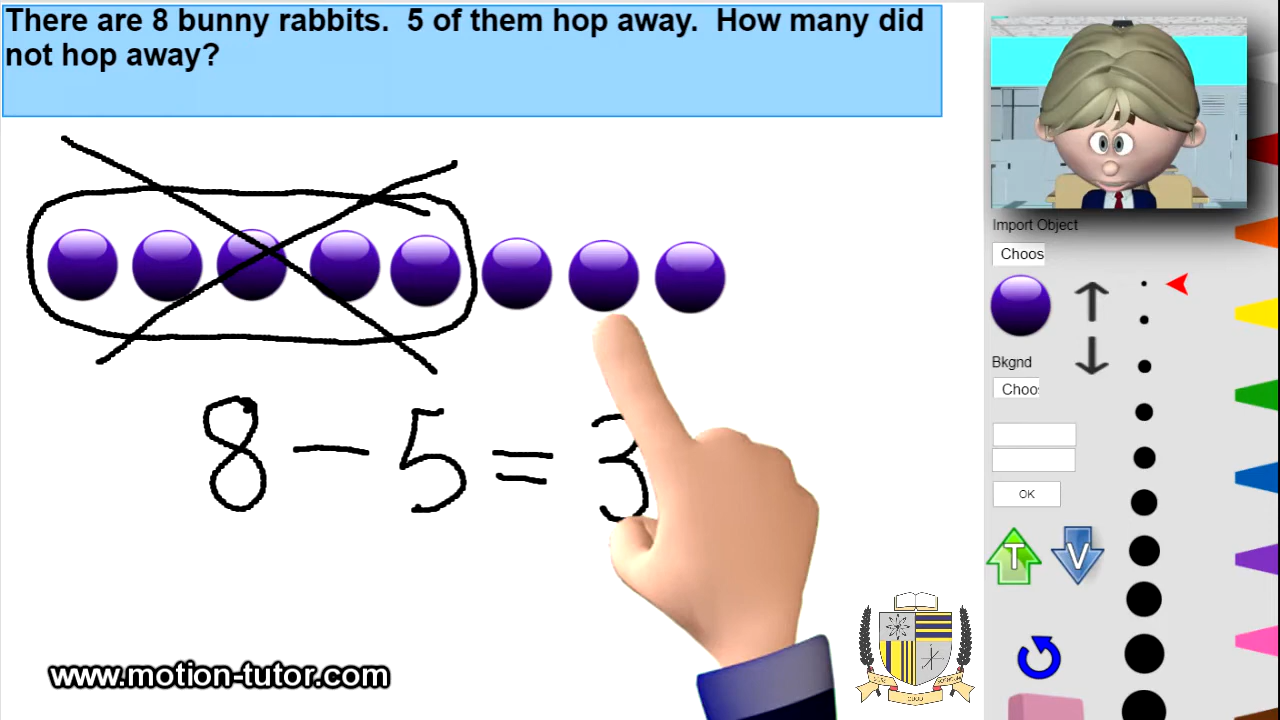 There are 8 bunny rabbits.  5 of them hop away.  How many did
not hop away?
8 - 5 = 3
www.motion-tutor.com
Import Object
Choos
Bkgnd
Choo
OK
T V